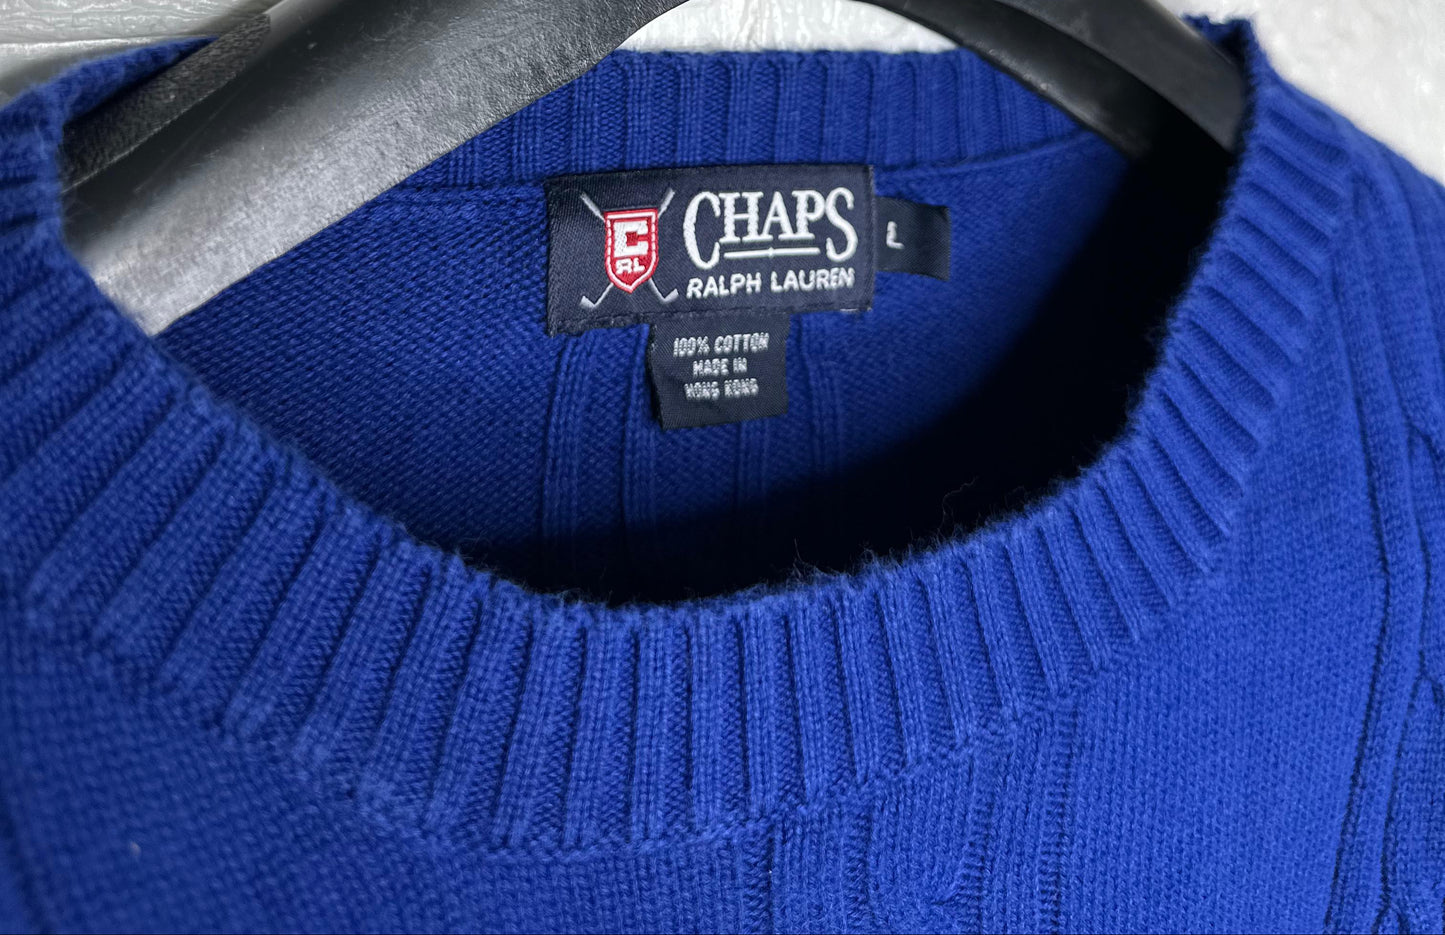 C
RL
CHAPS
RALPH LAUREN
L
100% COTTON
MADE IN
HONG KONG